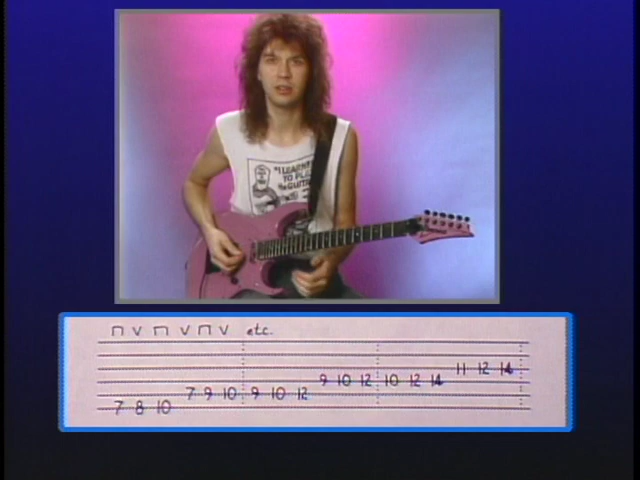 "I LEARNED
TO PLAY
the GUITAR
Π V Π V Π V etc.
11 12 14
9 10 12 10 12 14
7 9 10 9 10 12
7 8 10